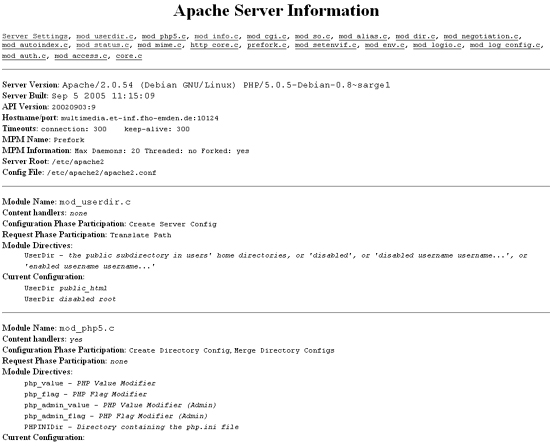 Apache Server Information
Server Settings, mod_userdir.c, mod_php5.c, mod_info.c, mod_cgi.c, mod_so.c, mod_alias.c, mod_dir.c, mod_negotiation.c,
mod_autoindex.c, mod_status.c, mod_mime.c, http_core.c, prefork.c, mod_setenvif.c, mod_env.c, mod_logio.c, mod_log_config.c,
mod_auth.c, mod_access.c, core.c
Server Version: Apache/2.0.54 (Debian GNU/Linux) PHP/5.0.5-Debian-0.8~sarge1
Server Built: Sep 5 2005 11:15:09
API Version: 20020903:9
Hostname/port: multimedia.et-inf.fho-emden.de:10124
Timeouts: connection: 300 keep-alive: 300
MPM Name: Prefork
MPM Information: Max Daemons: 20 Threaded: no Forked: yes
Server Root: /etc/apache2
Config File: /etc/apache2/apache2.conf
Module Name: mod_userdir.c
Content handlers: none
Configuration Phase Participation: Create Server Config
Request Phase Participation: Translate Path
Module Directives:
UserDir - the public subdirectory in users' home directories, or 'disabled', or 'disabled username username...', or
'enabled username username...'
Current Configuration:
UserDir public_html
UserDir disabled root
Module Name: mod_php5.c
Content handlers: yes
Configuration Phase Participation: Create Directory Config, Merge Directory Configs
Request Phase Participation: none
Module Directives:
php_value - PHP Value Modifier
php_flag - PHP Flag Modifier
php_admin_value - PHP Value Modifier (Admin)
php_admin_flag - PHP Flag Modifier (Admin)
PHPINIDir - Directory containing the php.ini file
Current Configuration: